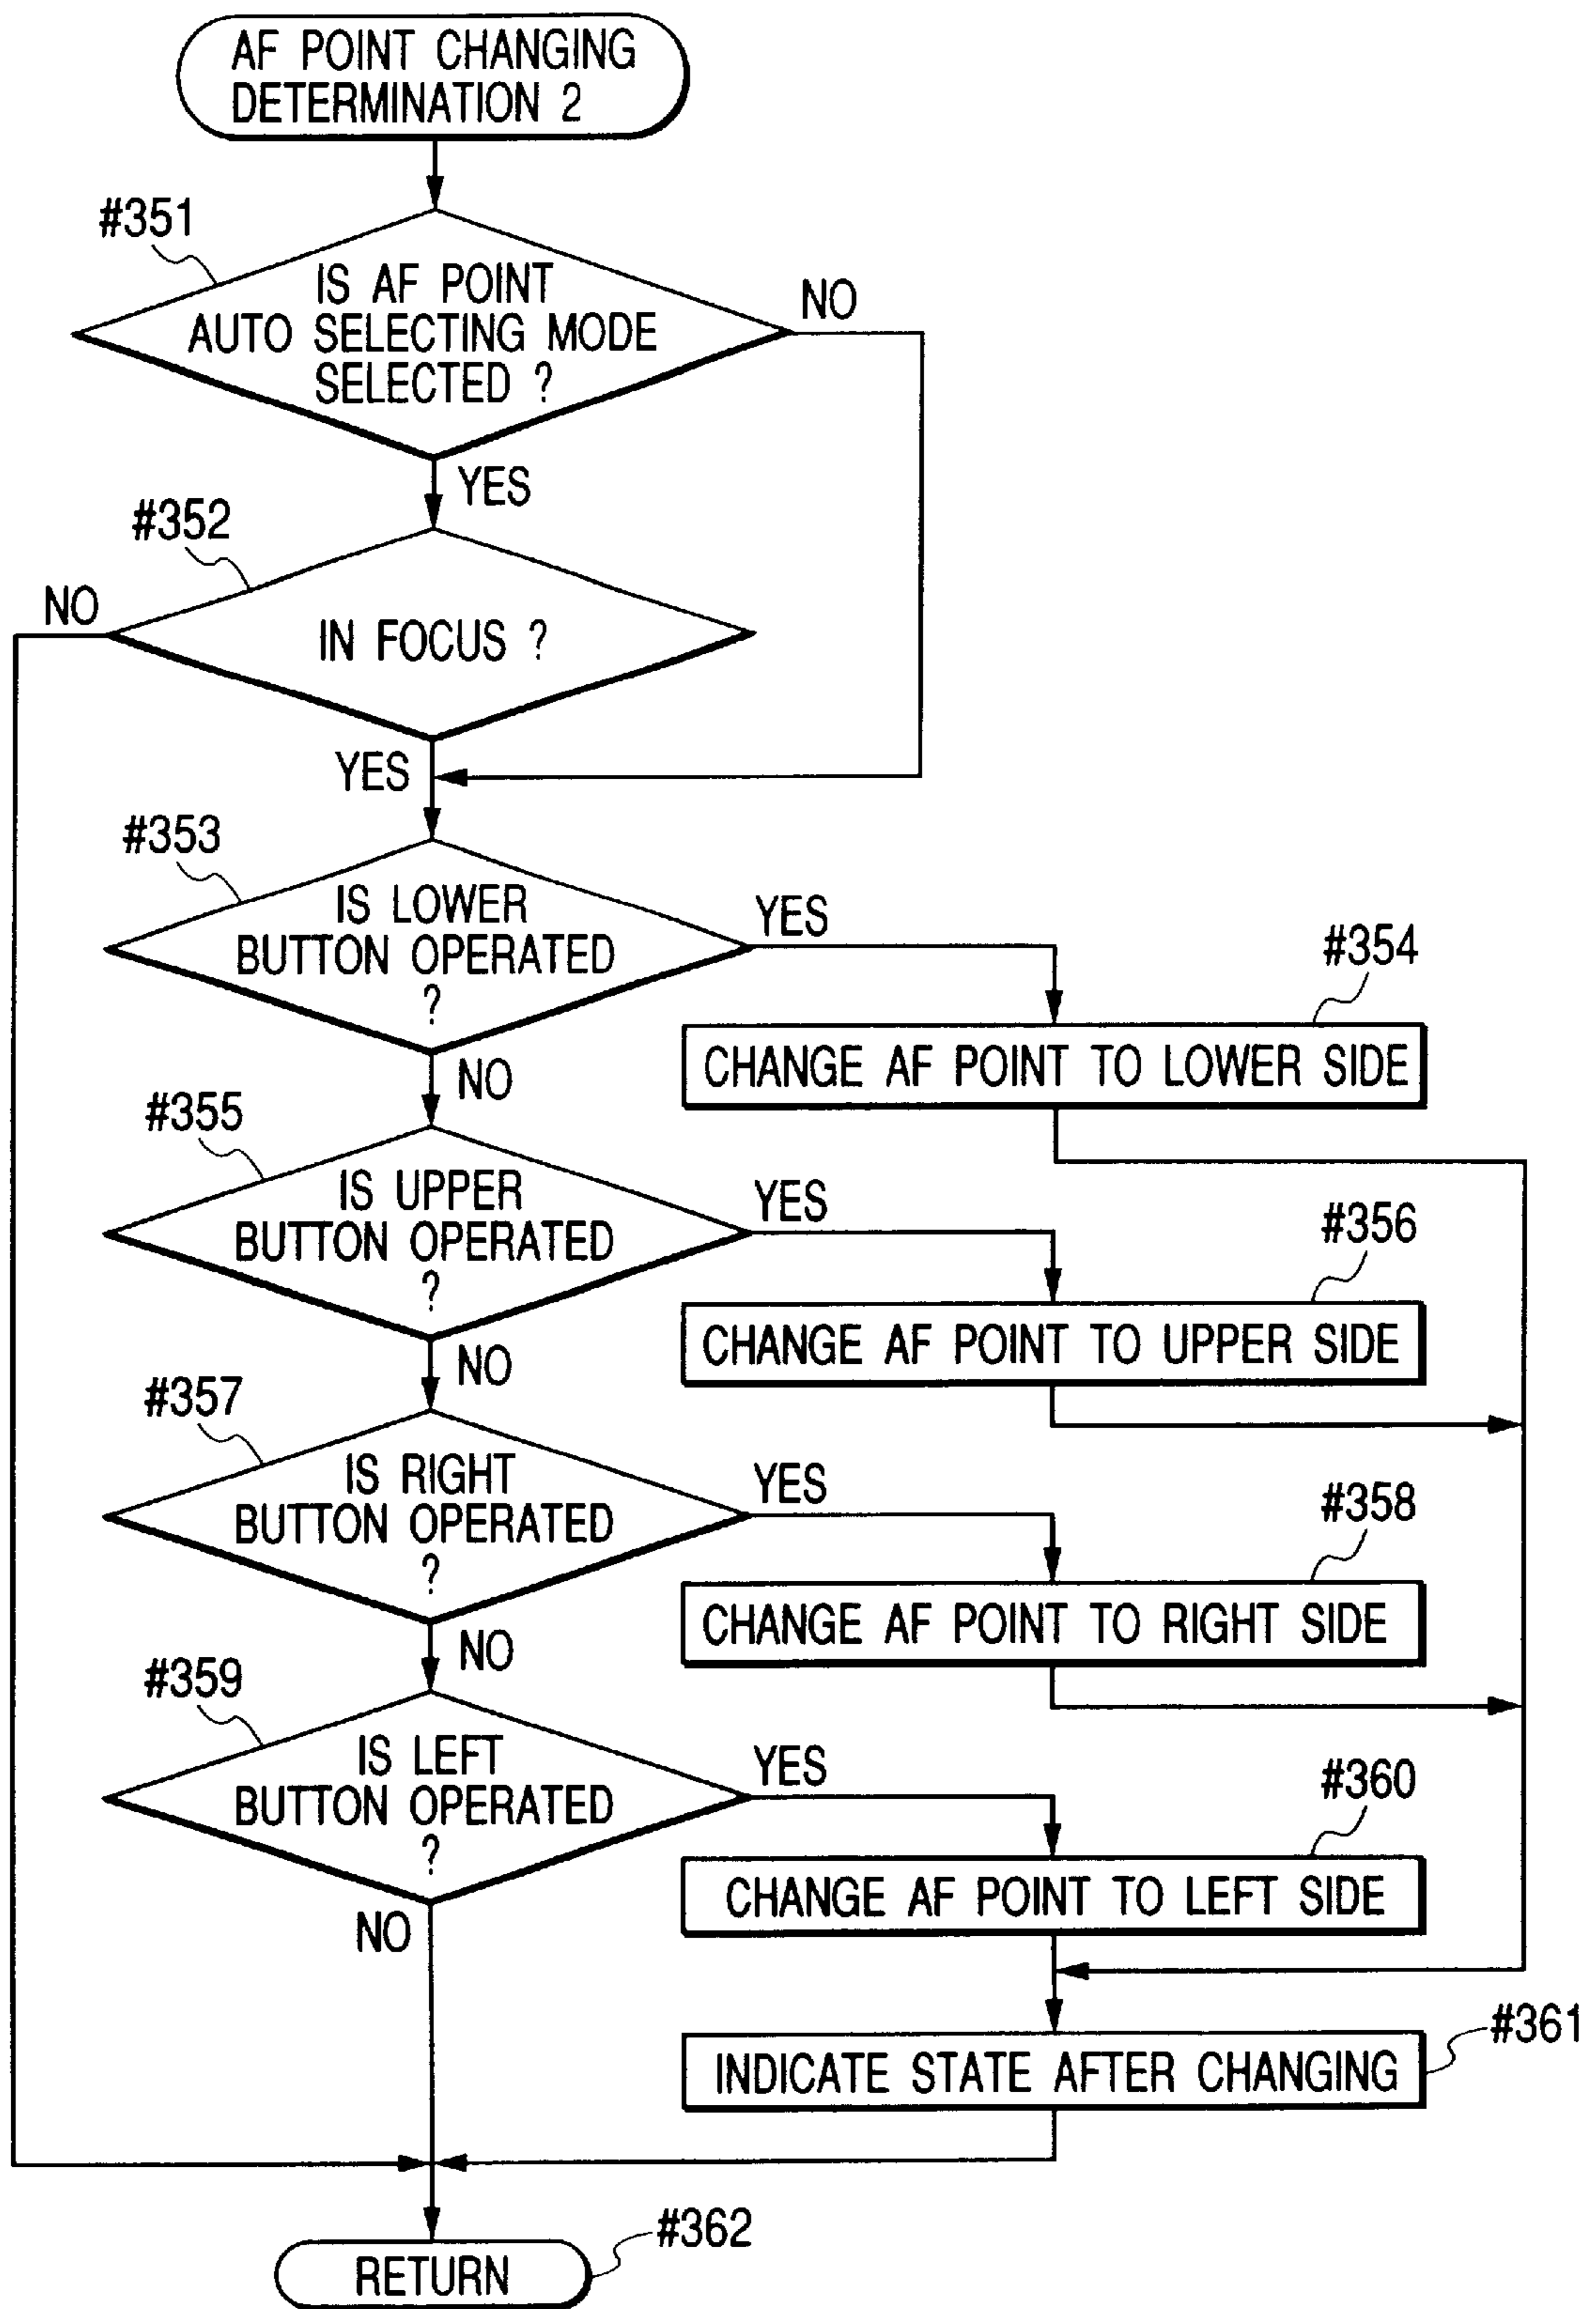 AF POINT CHANGING
DETERMINATION 2
#351
IS AF POINT
AUTO SELECTING MODE
SELECTED ?
NO
YES
#352
NO
IN FOCUS ?
YES
#353
IS LOWER
BUTTON OPERATED
?
YES
#354
CHANGE AF POINT TO LOWER SIDE
NO
#355
IS UPPER
BUTTON OPERATED
?
YES
#356
CHANGE AF POINT TO UPPER SIDE
NO
#357
IS RIGHT
BUTTON OPERATED
?
YES
#358
CHANGE AF POINT TO RIGHT SIDE
NO
#359
IS LEFT
BUTTON OPERATED
?
YES
#360
CHANGE AF POINT TO LEFT SIDE
NO
#361
INDICATE STATE AFTER CHANGING
#362
RETURN